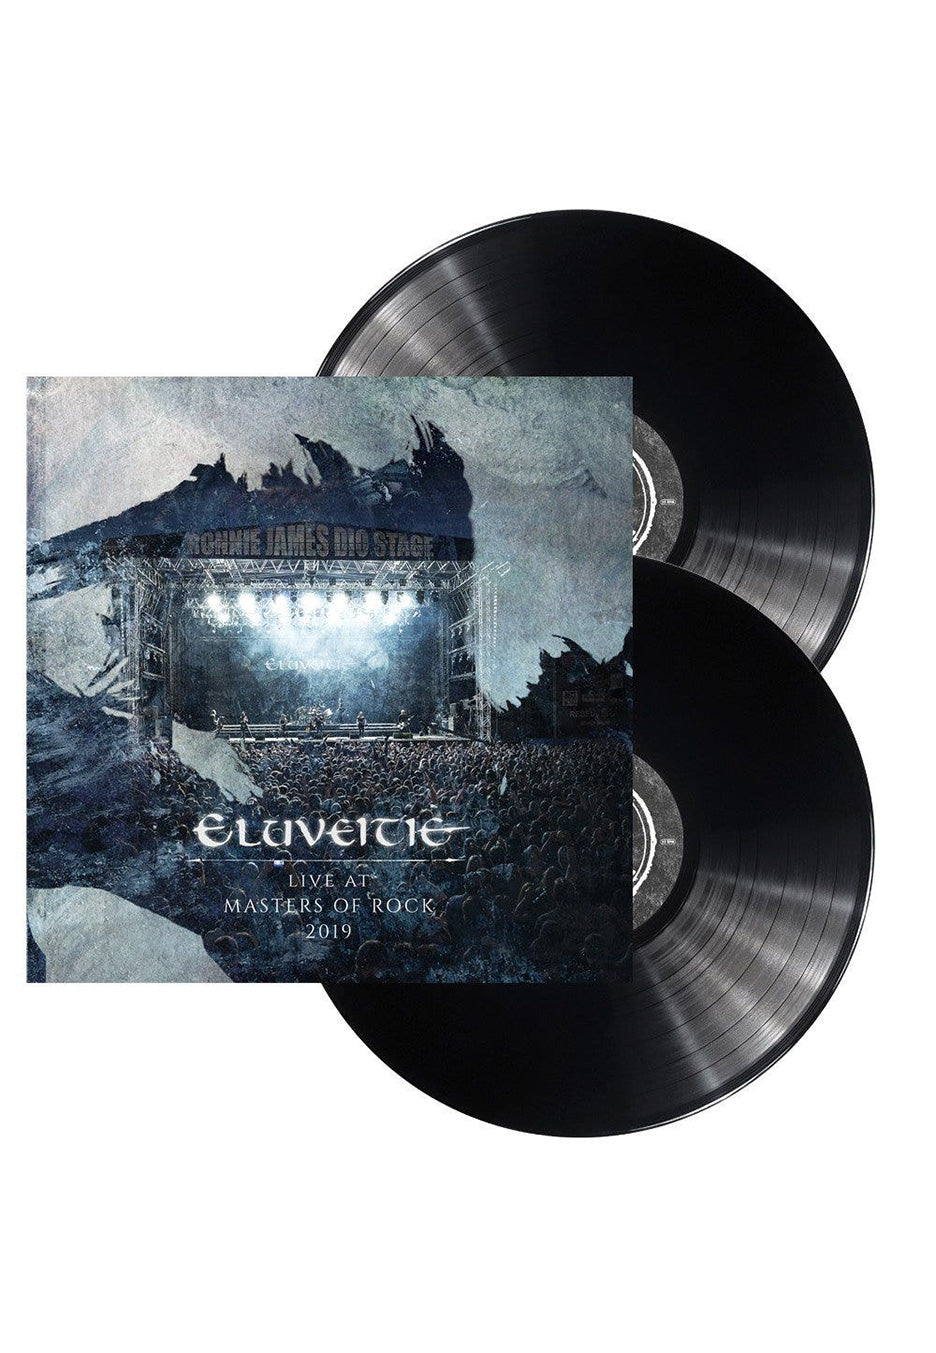 RONNIE JAMES DIO STAGE
ELUVEITIE
ELUVEITIE
LIVE AT
MASTERS OF ROCK
2019